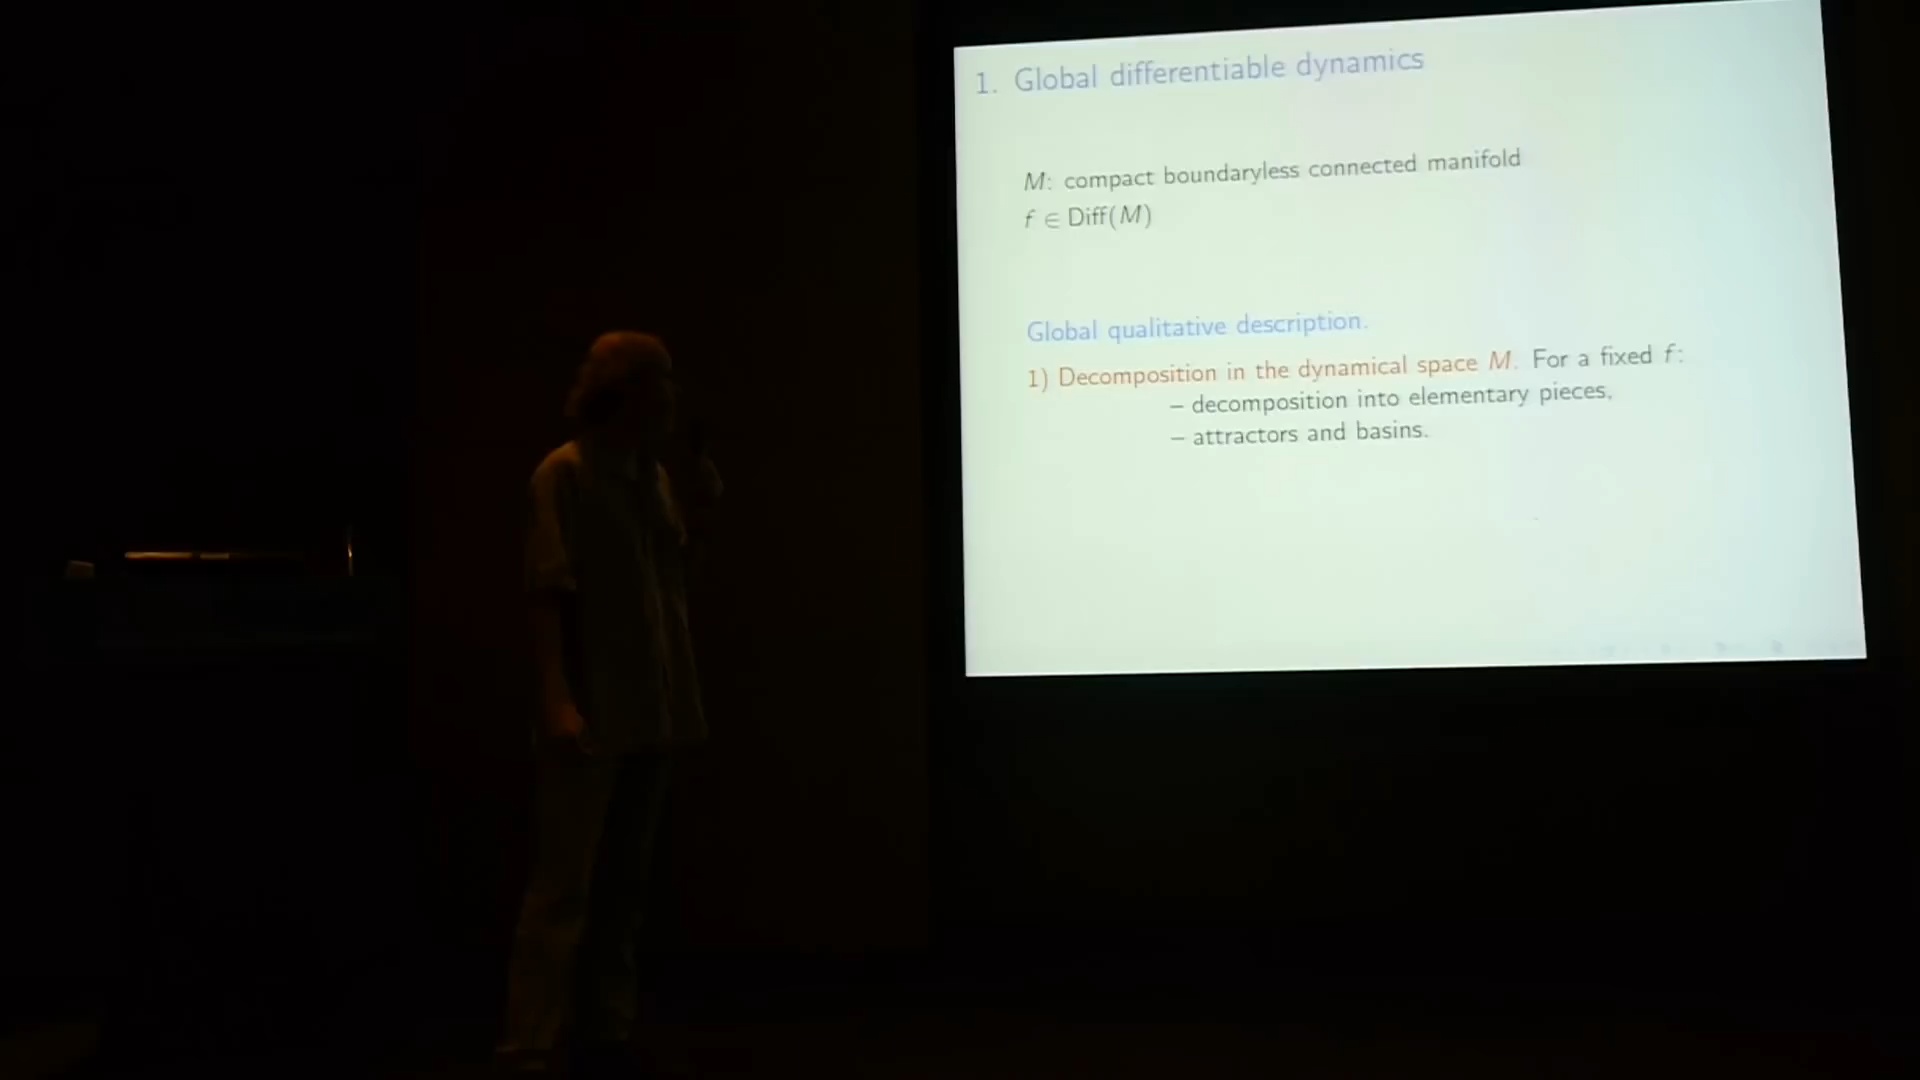 1. Global differentiable dynamics
M: compact boundaryless connected manifold
f ∈ Diff(M)
Global qualitative description.
1) Decomposition in the dynamical space M. For a fixed f:
– decomposition into elementary pieces,
– attractors and basins.